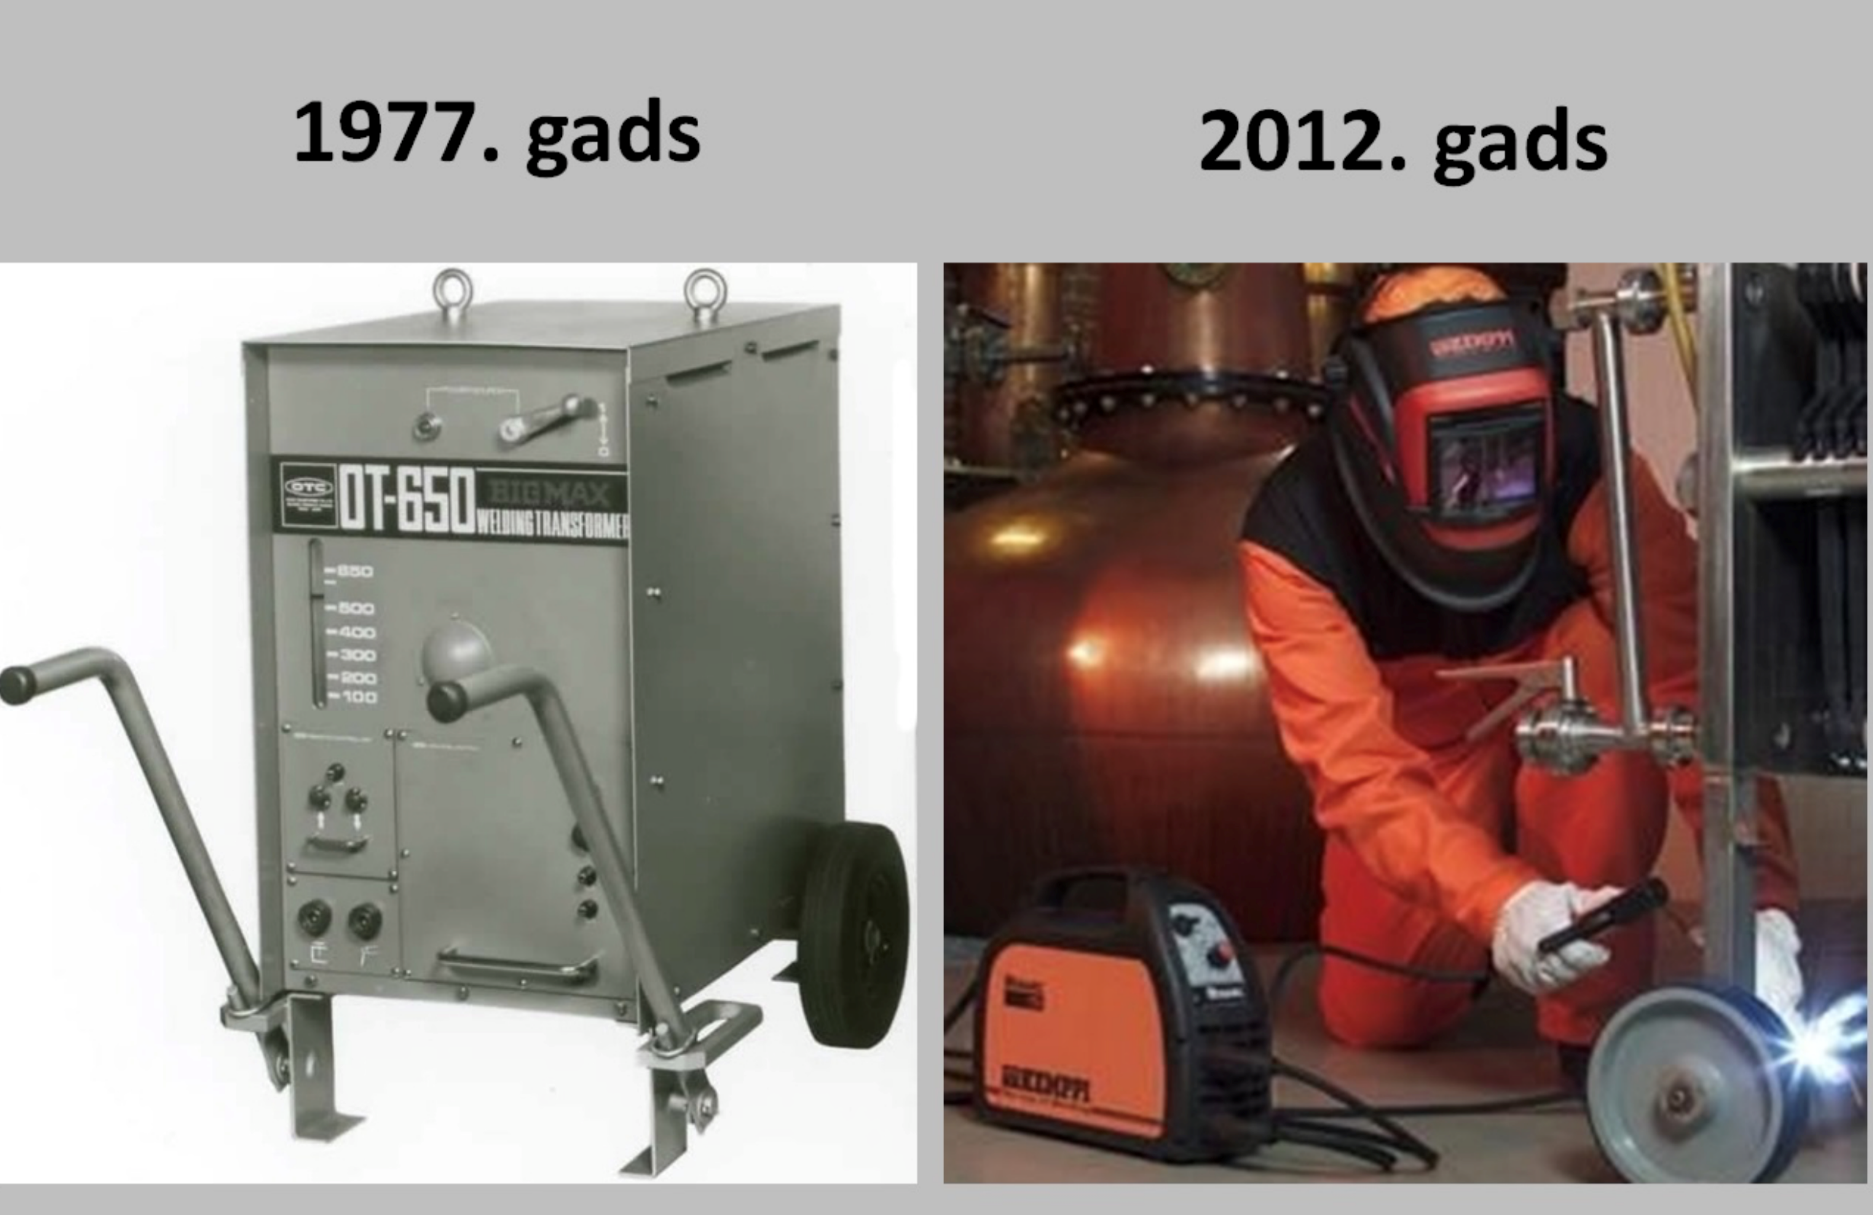 1977. gads
2012. gads
OTC
OT-650
BIG MAX
WELDING TRANSFORMER
650
500
400
300
200
100
KEMPPI
KEMPPI